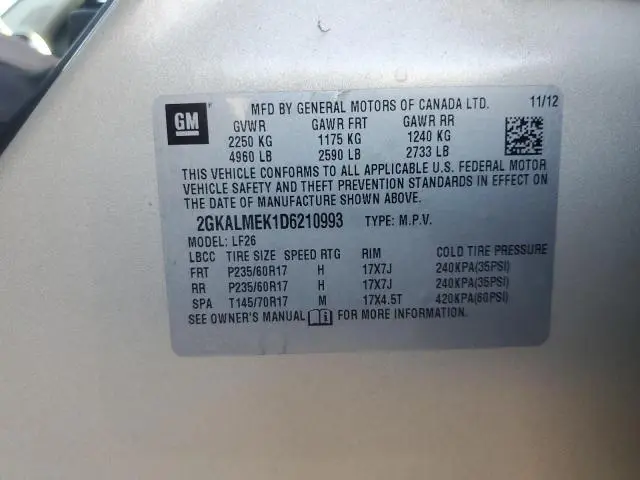 GM
MFD BY GENERAL MOTORS OF CANADA LTD. 11/12
GVWR GAWR FRT GAWR RR
2250 KG 1175 KG 1240 KG
4960 LB 2590 LB 2733 LB
THIS VEHICLE CONFORMS TO ALL APPLICABLE U.S. FEDERAL MOTOR
VEHICLE SAFETY AND THEFT PREVENTION STANDARDS IN EFFECT ON
THE DATE OF MANUFACTURE SHOWN ABOVE.
2GKALMEK1D6210993 TYPE: M.P.V.
MODEL: LF26
LBCC TIRE SIZE SPEED RTG RIM COLD TIRE PRESSURE
FRT P235/60R17 H 17X7J 240KPA(35PSI)
RR P235/60R17 H 17X7J 240KPA(35PSI)
SPA T145/70R17 M 17X4.5T 420KPA(60PSI)
SEE OWNER'S MANUAL FOR MORE INFORMATION.